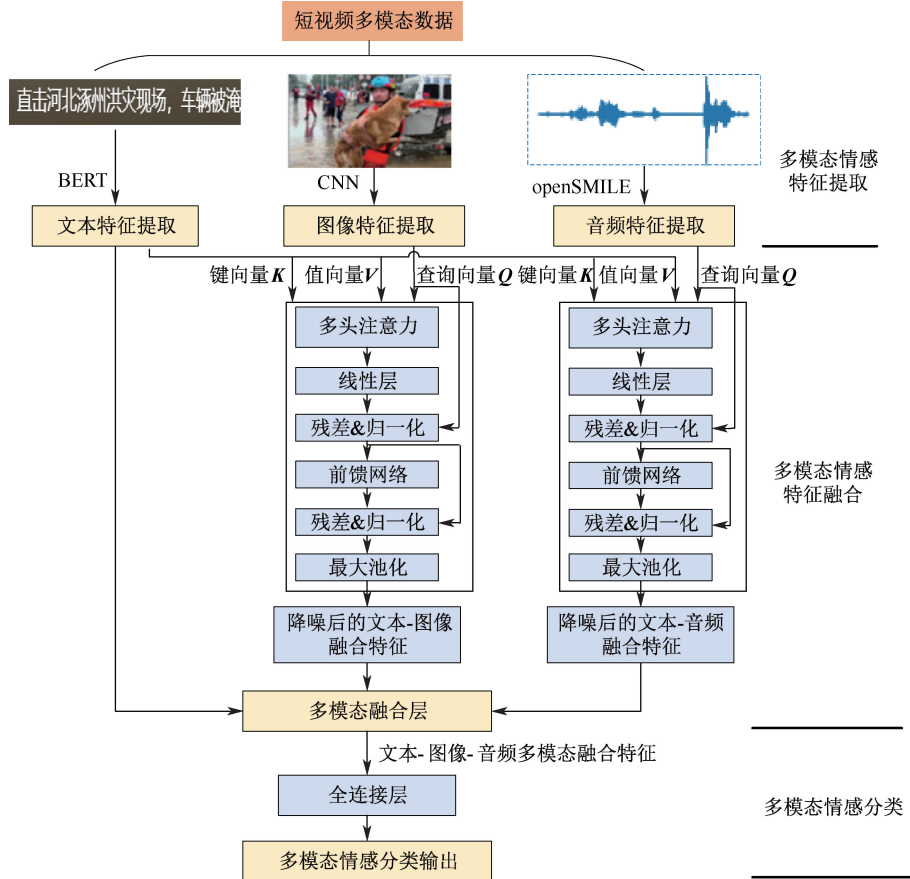 短视频多模态数据
直击河北涿州洪灾现场，车辆被淹
BERT
CNN
openSMILE
多模态情感
特征提取
文本特征提取
图像特征提取
音频特征提取
键向量K
值向量V
查询向量Q
键向量K
值向量V
查询向量Q
多头注意力
线性层
残差&归一化
前馈网络
残差&归一化
最大池化
多头注意力
线性层
残差&归一化
前馈网络
残差&归一化
最大池化
多模态情感
特征融合
降噪后的文本-图像
融合特征
降噪后的文本-音频
融合特征
多模态融合层
文本-图像-音频多模态融合特征
全连接层
多模态情感分类
多模态情感分类输出